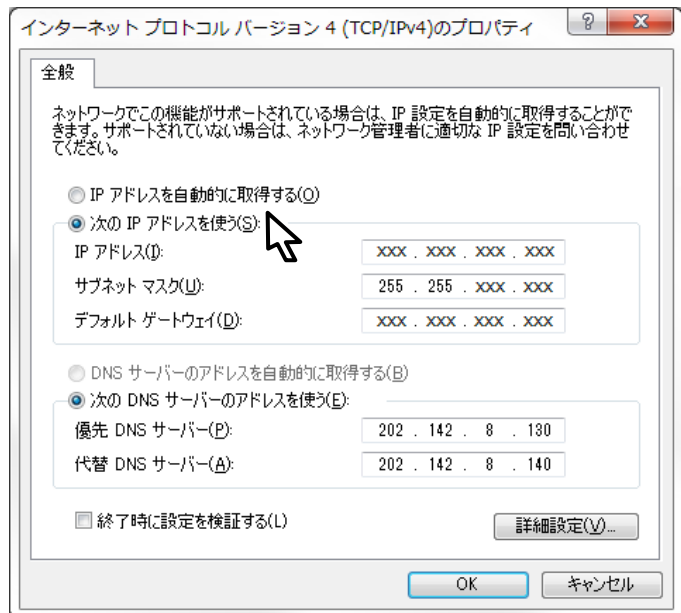 インターネット プロトコル バージョン 4 (TCP/IPv4)のプロパティ
全般
ネットワークでこの機能がサポートされている場合は、IP 設定を自動的に取得することがで
きます。サポートされていない場合は、ネットワーク管理者に適切な IP 設定を問い合わせ
てください。
IP アドレスを自動的に取得する(O)
次の IP アドレスを使う(S):
IP アドレス(I): xxx . xxx . xxx . xxx
サブネット マスク(U): 255 . 255 . xxx . xxx
デフォルト ゲートウェイ(D): xxx . xxx . xxx . xxx
DNS サーバーのアドレスを自動的に取得する(B)
次の DNS サーバーのアドレスを使う(E):
優先 DNS サーバー(P): 202 . 142 . 8 . 130
代替 DNS サーバー(A): 202 . 142 . 8 . 140
終了時に設定を検証する(L)
詳細設定(V)...
OK キャンセル